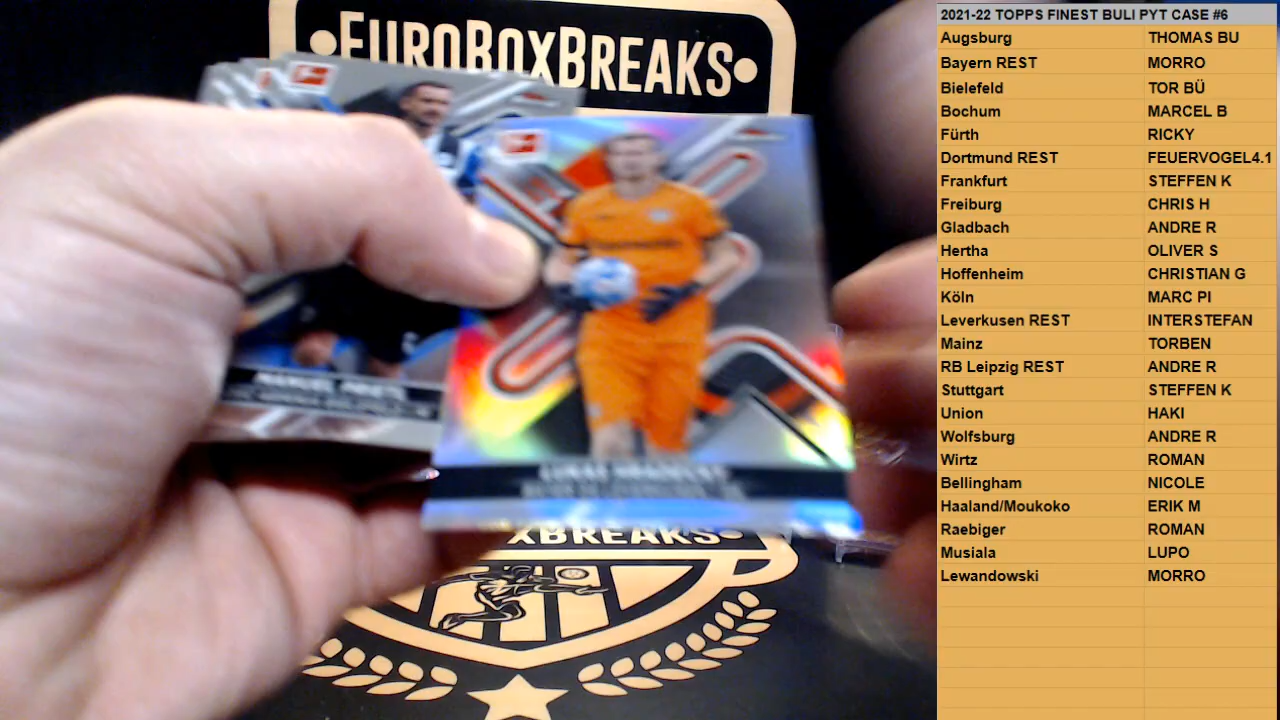 EUROBOXBREAKS
XBREAKS
2021-22 TOPPS FINEST BULI PYT CASE #6
Augsburg THOMAS BU
Bayern REST MORRO
Bielefeld TOR BÜ
Bochum MARCEL B
Fürth RICKY
Dortmund REST FEUERVOGEL4.1
Frankfurt STEFFEN K
Freiburg CHRIS H
Gladbach ANDRE R
Hertha OLIVER S
Hoffenheim CHRISTIAN G
Köln MARC PI
Leverkusen REST INTERSTEFAN
Mainz TORBEN
RB Leipzig REST ANDRE R
Stuttgart STEFFEN K
Union HAKI
Wolfsburg ANDRE R
Wirtz ROMAN
Bellingham NICOLE
Haaland/Moukoko ERIK M
Raebiger ROMAN
Musiala LUPO
Lewandowski MORRO